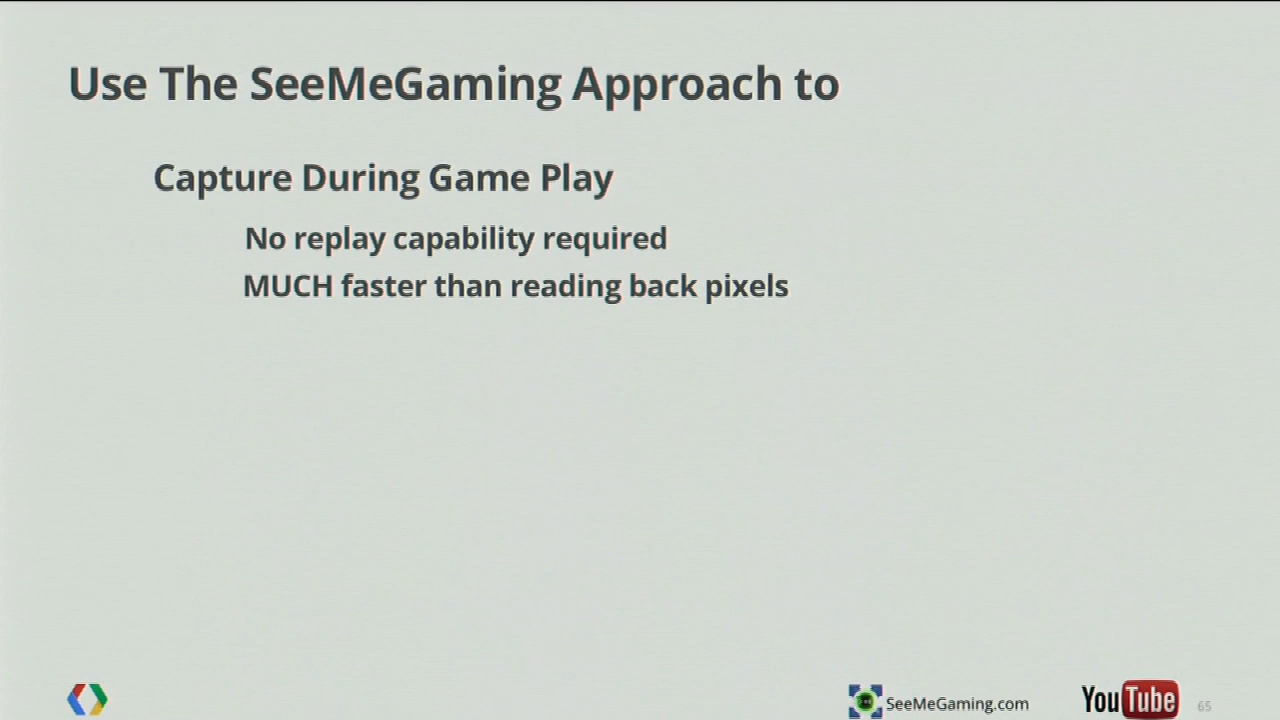 Use The SeeMeGaming Approach to
Capture During Game Play
No replay capability required
MUCH faster than reading back pixels
SeeMeGaming.com
YouTube
65